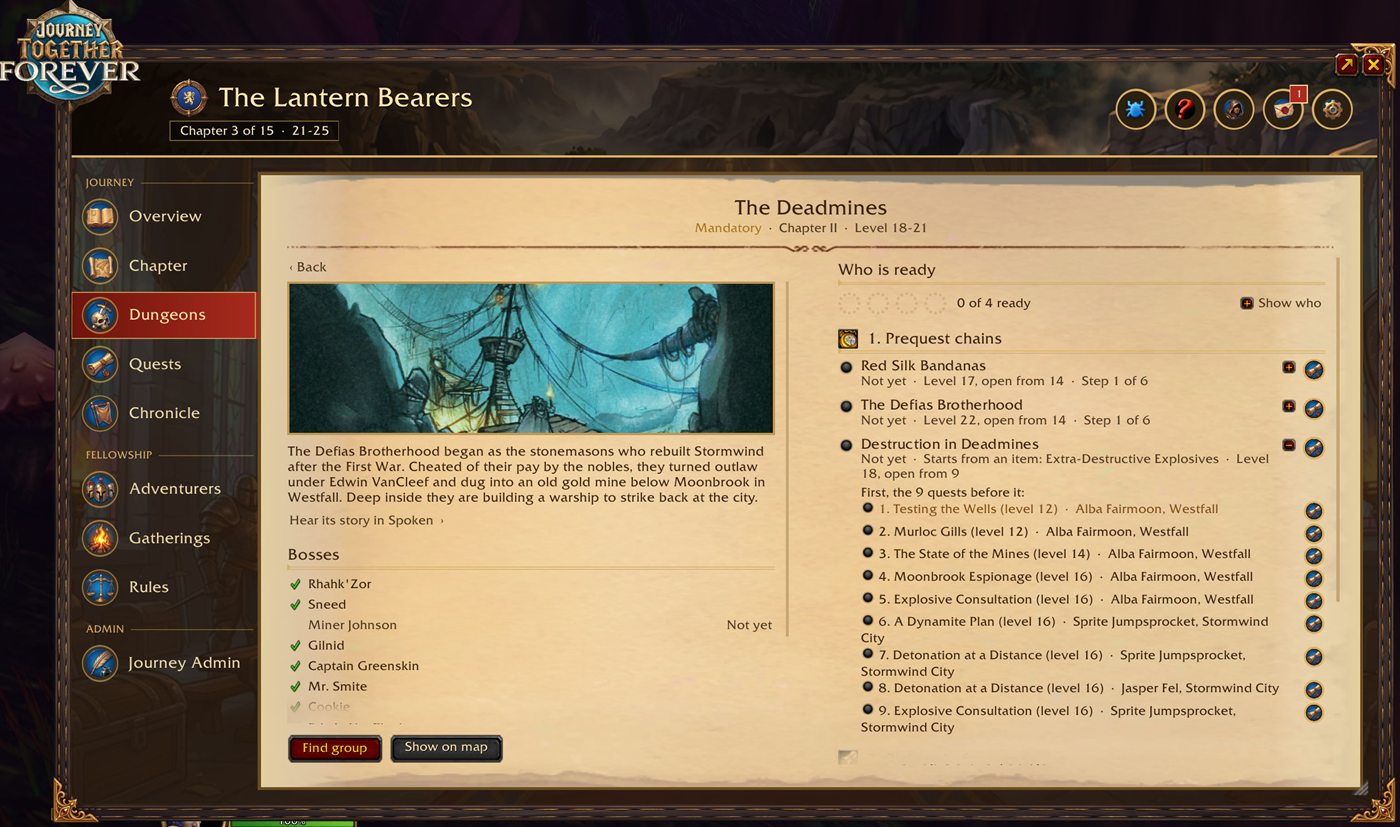 JOURNEY
TOGETHER
FOREVER
The Lantern Bearers
Chapter 3 of 15 · 21-25
1
JOURNEY
Overview
Chapter
Dungeons
Quests
Chronicle
FELLOWSHIP
Adventurers
Gatherings
Rules
ADMIN
Journey Admin
The Deadmines
Mandatory · Chapter II · Level 18-21
‹ Back
The Defias Brotherhood began as the stonemasons who rebuilt Stormwind
after the First War. Cheated of their pay by the nobles, they turned outlaw
under Edwin VanCleef and dug into an old gold mine below Moonbrook in
Westfall. Deep inside they are building a warship to strike back at the city.
Hear its story in Spoken ›
Bosses
Rhahk'Zor
Sneed
Miner Johnson Not yet
Gilnid
Captain Greenskin
Mr. Smite
Cookie
Find group
Show on map
Who is ready
0 of 4 ready
Show who
1. Prequest chains
Red Silk Bandanas
Not yet · Level 17, open from 14 · Step 1 of 6
The Defias Brotherhood
Not yet · Level 22, open from 14 · Step 1 of 6
Destruction in Deadmines
Not yet · Starts from an item: Extra-Destructive Explosives · Level
18, open from 9
First, the 9 quests before it:
1. Testing the Wells (level 12) · Alba Fairmoon, Westfall
2. Murloc Gills (level 12) · Alba Fairmoon, Westfall
3. The State of the Mines (level 14) · Alba Fairmoon, Westfall
4. Moonbrook Espionage (level 16) · Alba Fairmoon, Westfall
5. Explosive Consultation (level 16) · Alba Fairmoon, Westfall
6. A Dynamite Plan (level 16) · Sprite Jumpsprocket, Stormwind
City
7. Detonation at a Distance (level 16) · Sprite Jumpsprocket,
Stormwind City
8. Detonation at a Distance (level 16) · Jasper Fel, Stormwind City
9. Explosive Consultation (level 16) · Sprite Jumpsprocket,
Stormwind City
100%